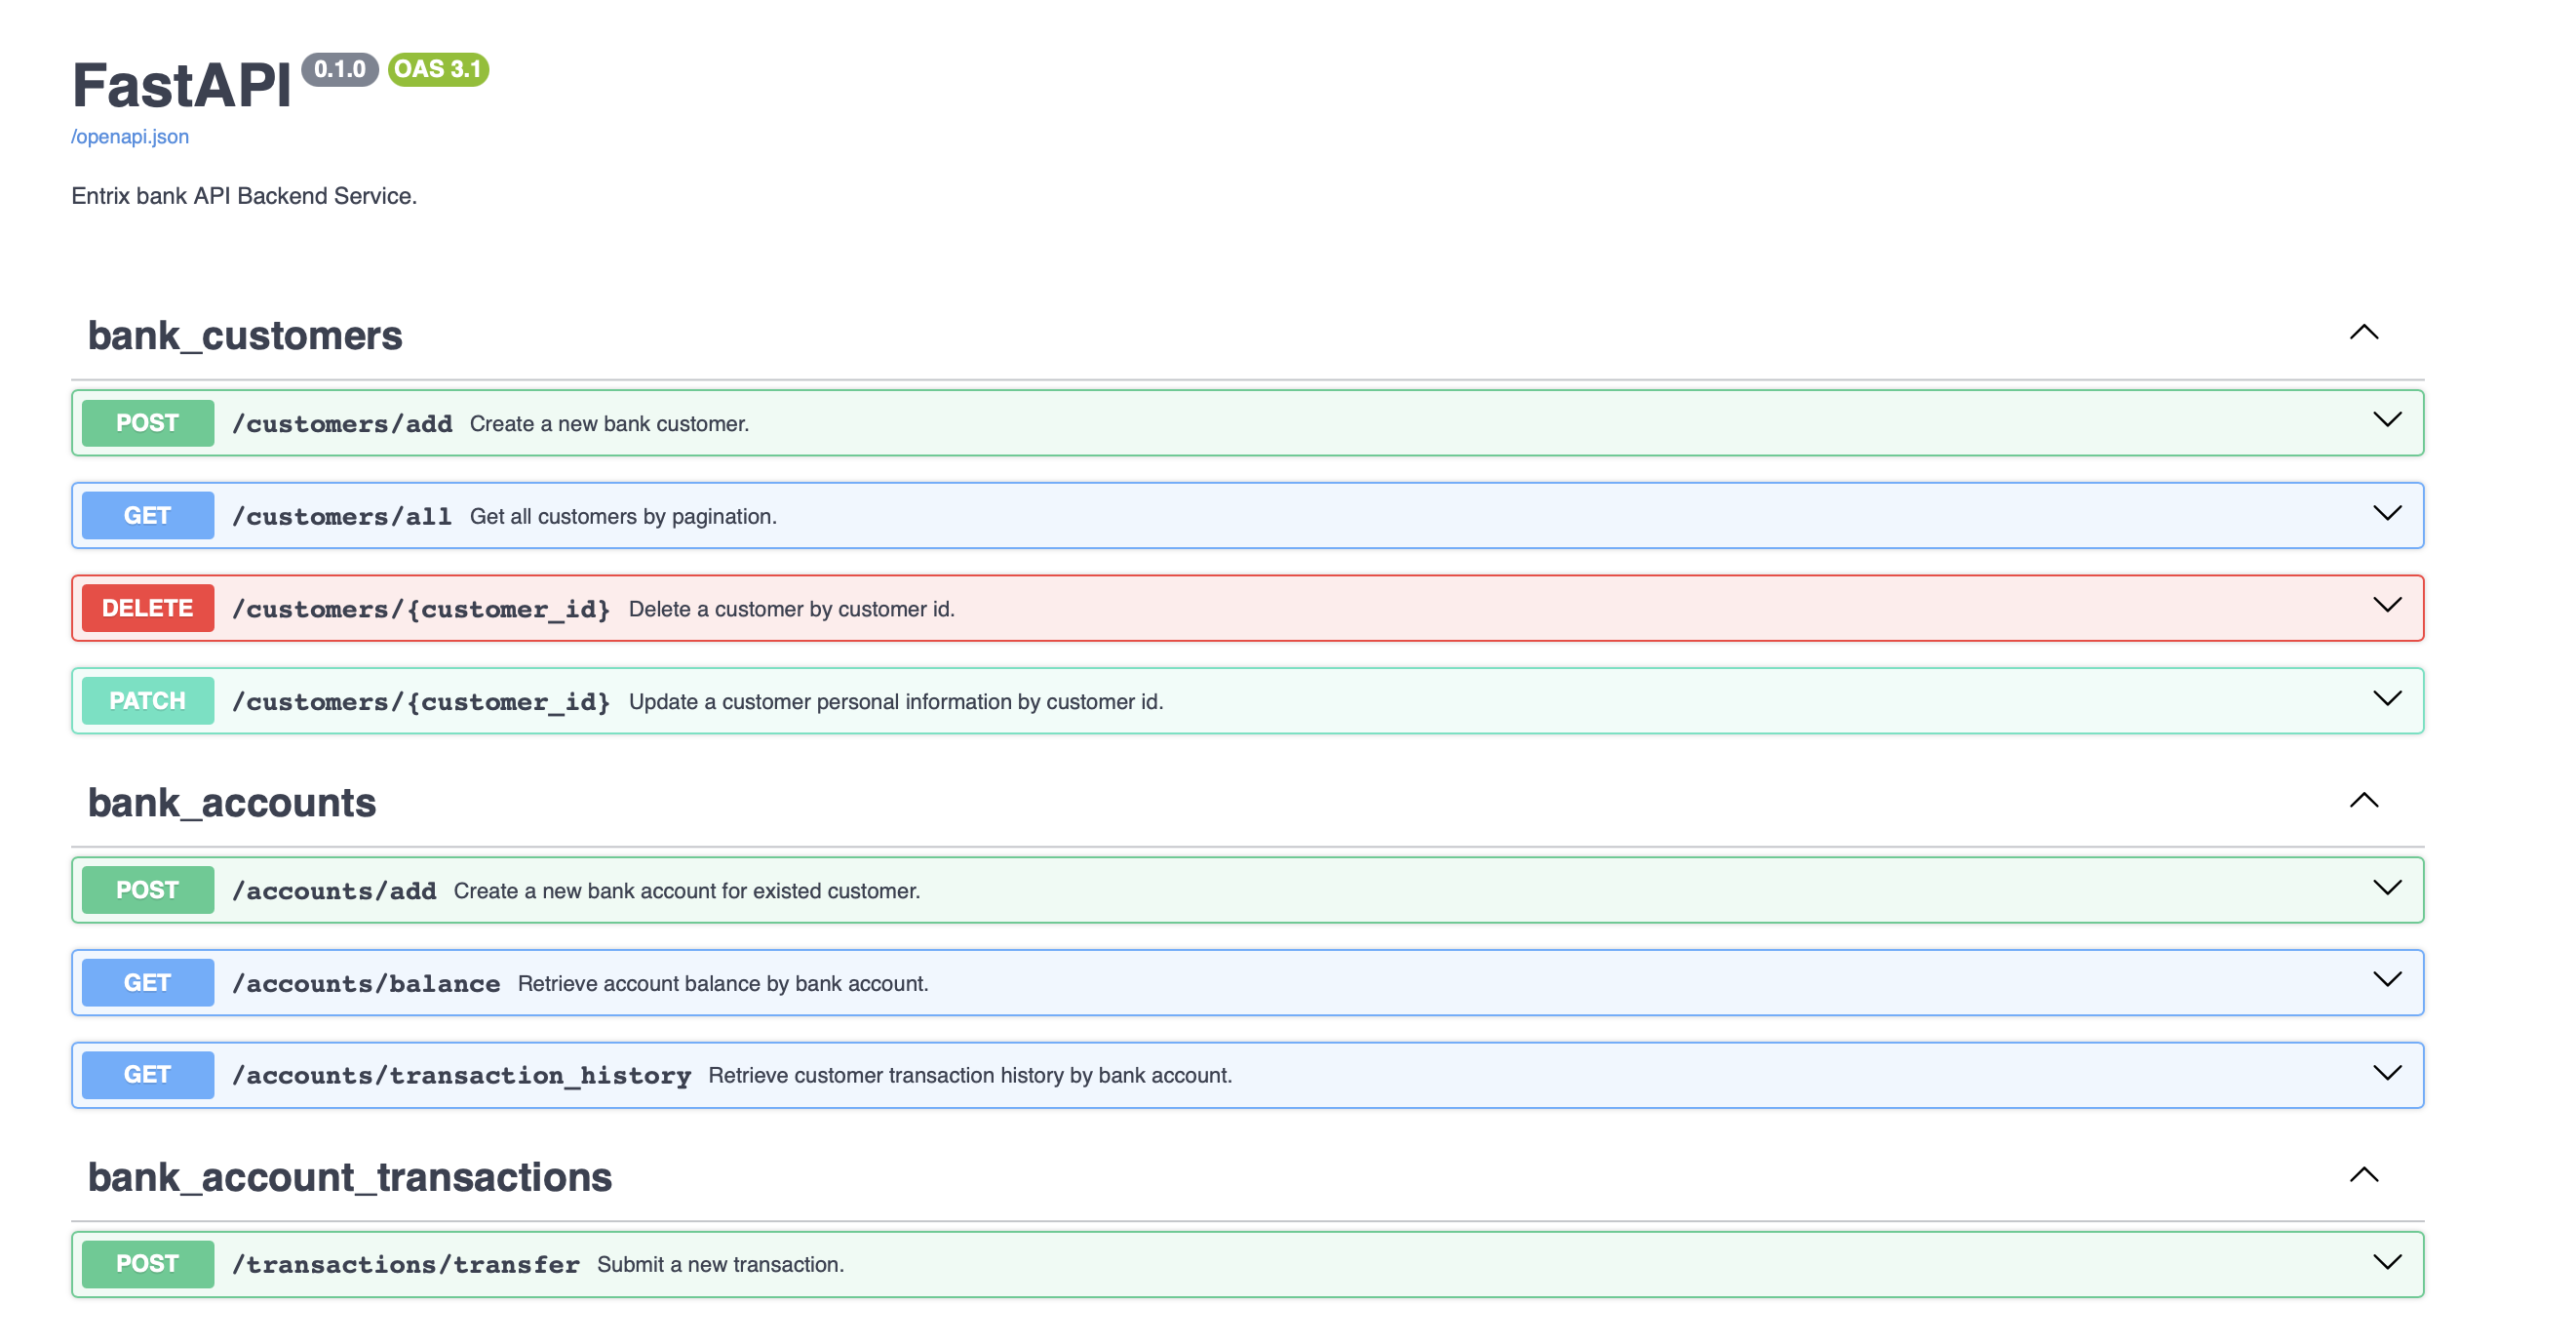 FastAPI 0.1.0 OAS 3.1
/openapi.json
Entrix bank API Backend Service.
bank_customers
POST /customers/add Create a new bank customer.
GET /customers/all Get all customers by pagination.
DELETE /customers/{customer_id} Delete a customer by customer id.
PATCH /customers/{customer_id} Update a customer personal information by customer id.
bank_accounts
POST /accounts/add Create a new bank account for existed customer.
GET /accounts/balance Retrieve account balance by bank account.
GET /accounts/transaction_history Retrieve customer transaction history by bank account.
bank_account_transactions
POST /transactions/transfer Submit a new transaction.